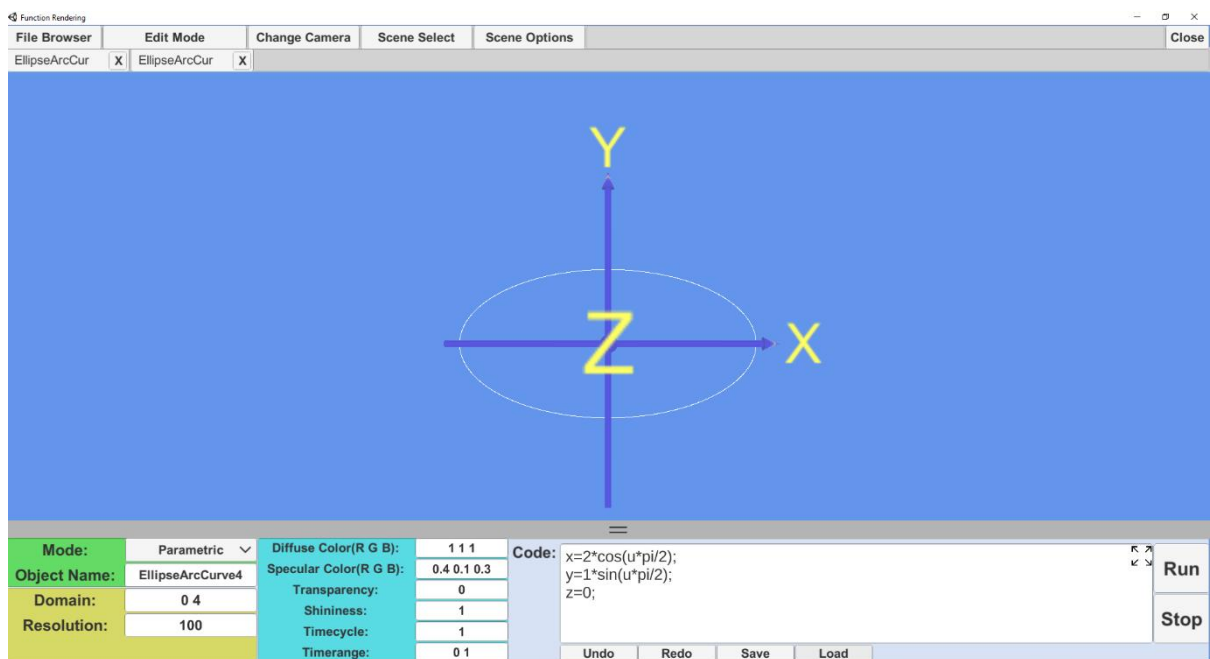 Function Rendering
File Browser Edit Mode Change Camera Scene Select Scene Options Close
EllipseArcCur X EllipseArcCur X
Y
Z
X
Mode: Parametric
Object Name: EllipseArcCurve4
Domain: 0 4
Resolution: 100
Diffuse Color(R G B): 1 1 1
Specular Color(R G B): 0.4 0.1 0.3
Transparency: 0
Shininess: 1
Timecycle: 1
Timerange: 0 1
Code:
x=2*cos(u*pi/2);
y=1*sin(u*pi/2);
z=0;
Run
Stop
Undo Redo Save Load